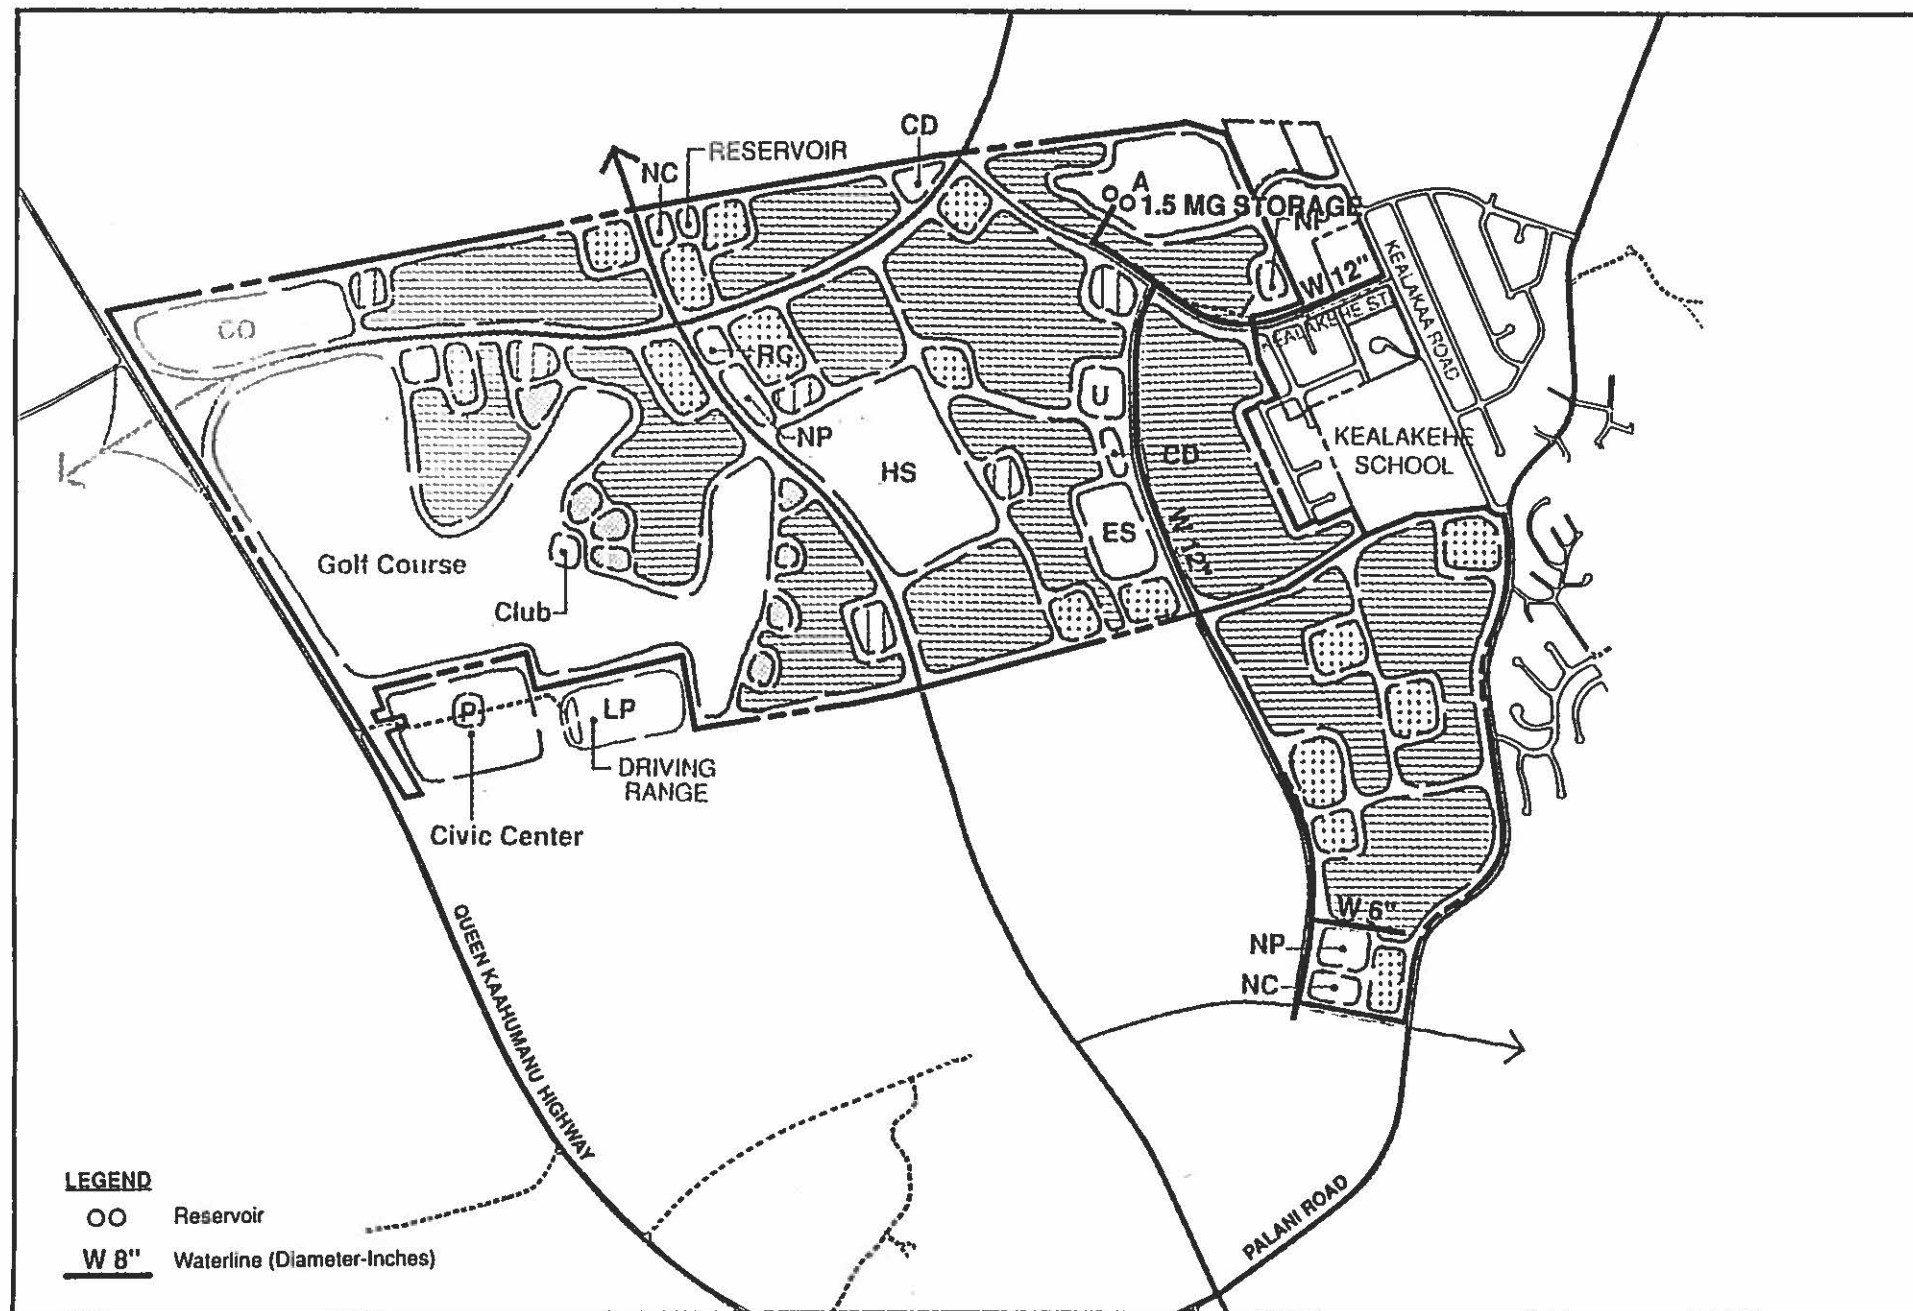 CD
RESERVOIR
NC
A
1.5 MG STORAGE
NP
W 12"
KEALAKAA ROAD
KEALAKEHE ST.
CO
RC
U
NP
HS
CD
KEALAKEHE
SCHOOL
W 12"
ES
Golf Course
Club
P
LP
DRIVING
RANGE
Civic Center
W 6"
NP
NC
QUEEN KAAHUMANU HIGHWAY
PALANI ROAD
LEGEND
Reservoir
W 8" Waterline (Diameter-Inches)